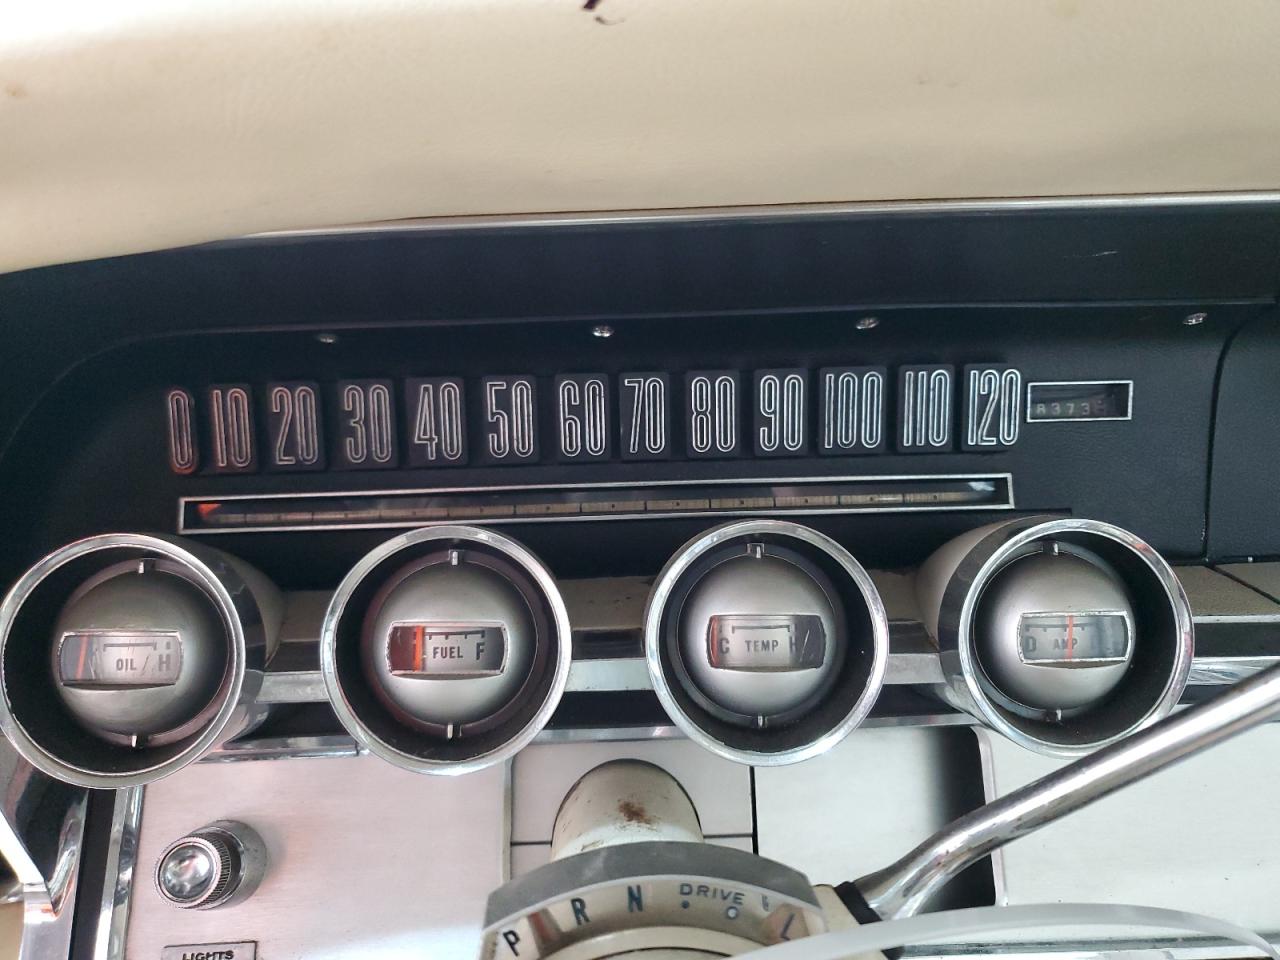 0 10 20 30 40 50 60 70 80 90 100 110 120
8373
OIL H
FUEL F
C TEMP H
D AMP
P R N DRIVE L
LIGHTS